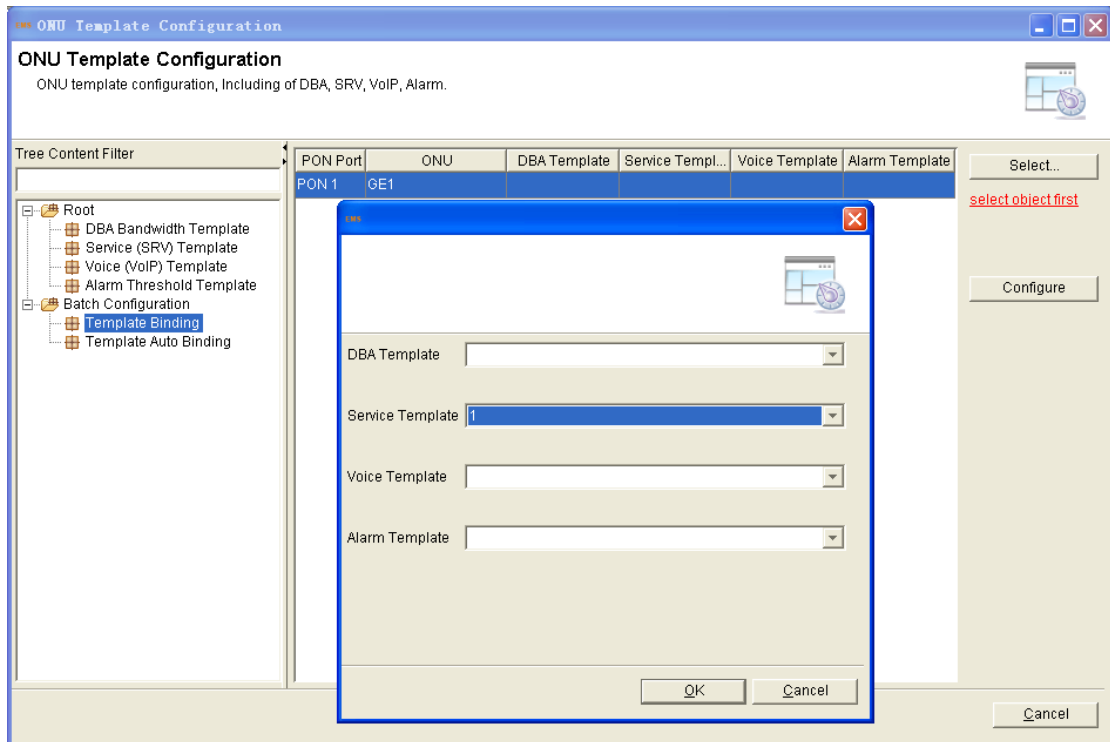 EMS ONU Template Configuration
ONU Template Configuration
ONU template configuration, Including of DBA, SRV, VoIP, Alarm.
Tree Content Filter
Root
DBA Bandwidth Template
Service (SRV) Template
Voice (VoIP) Template
Alarm Threshold Template
Batch Configuration
Template Binding
Template Auto Binding
PON Port ONU DBA Template Service Templ... Voice Template Alarm Template
PON 1 GE1
Select...
select object first
Configure
EMS
DBA Template
Service Template 1
Voice Template
Alarm Template
OK Cancel
Cancel